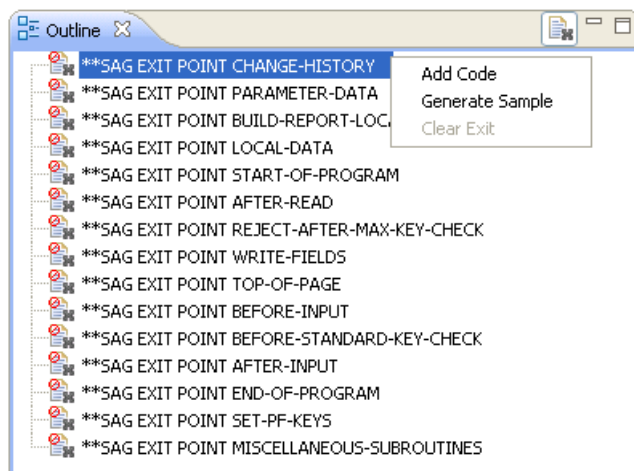 Outline
**SAG EXIT POINT CHANGE-HISTORY
Add Code
**SAG EXIT POINT PARAMETER-DATA
Generate Sample
**SAG EXIT POINT BUILD-REPORT-LOC
Clear Exit
**SAG EXIT POINT LOCAL-DATA
**SAG EXIT POINT START-OF-PROGRAM
**SAG EXIT POINT AFTER-READ
**SAG EXIT POINT REJECT-AFTER-MAX-KEY-CHECK
**SAG EXIT POINT WRITE-FIELDS
**SAG EXIT POINT TOP-OF-PAGE
**SAG EXIT POINT BEFORE-INPUT
**SAG EXIT POINT BEFORE-STANDARD-KEY-CHECK
**SAG EXIT POINT AFTER-INPUT
**SAG EXIT POINT END-OF-PROGRAM
**SAG EXIT POINT SET-PF-KEYS
**SAG EXIT POINT MISCELLANEOUS-SUBROUTINES